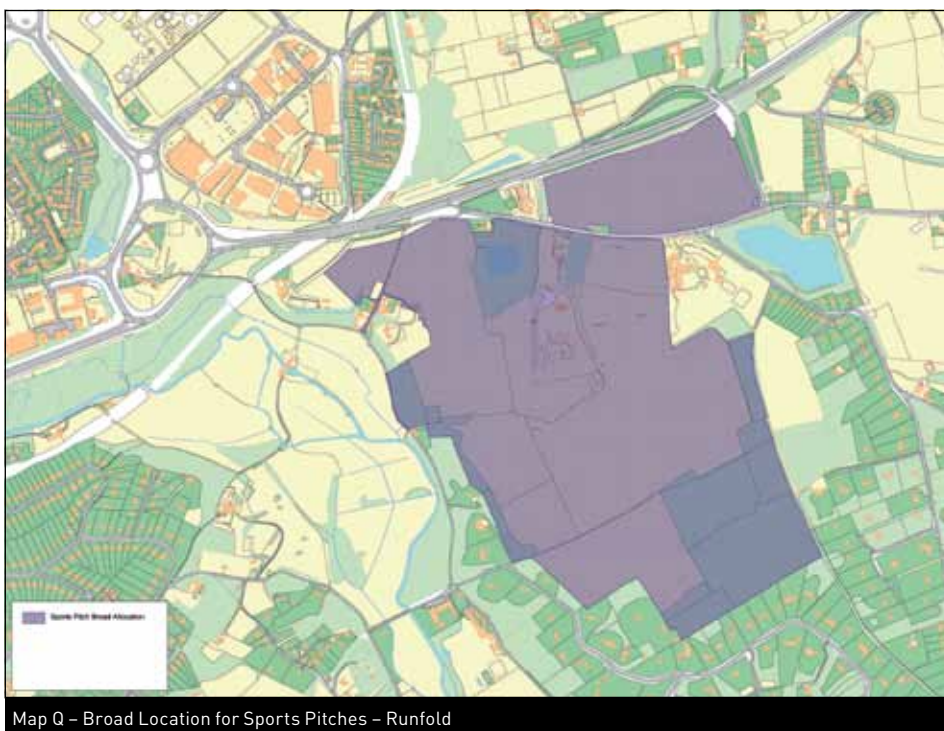 Sports Pitch Broad Allocation
Map Q – Broad Location for Sports Pitches – Runfold